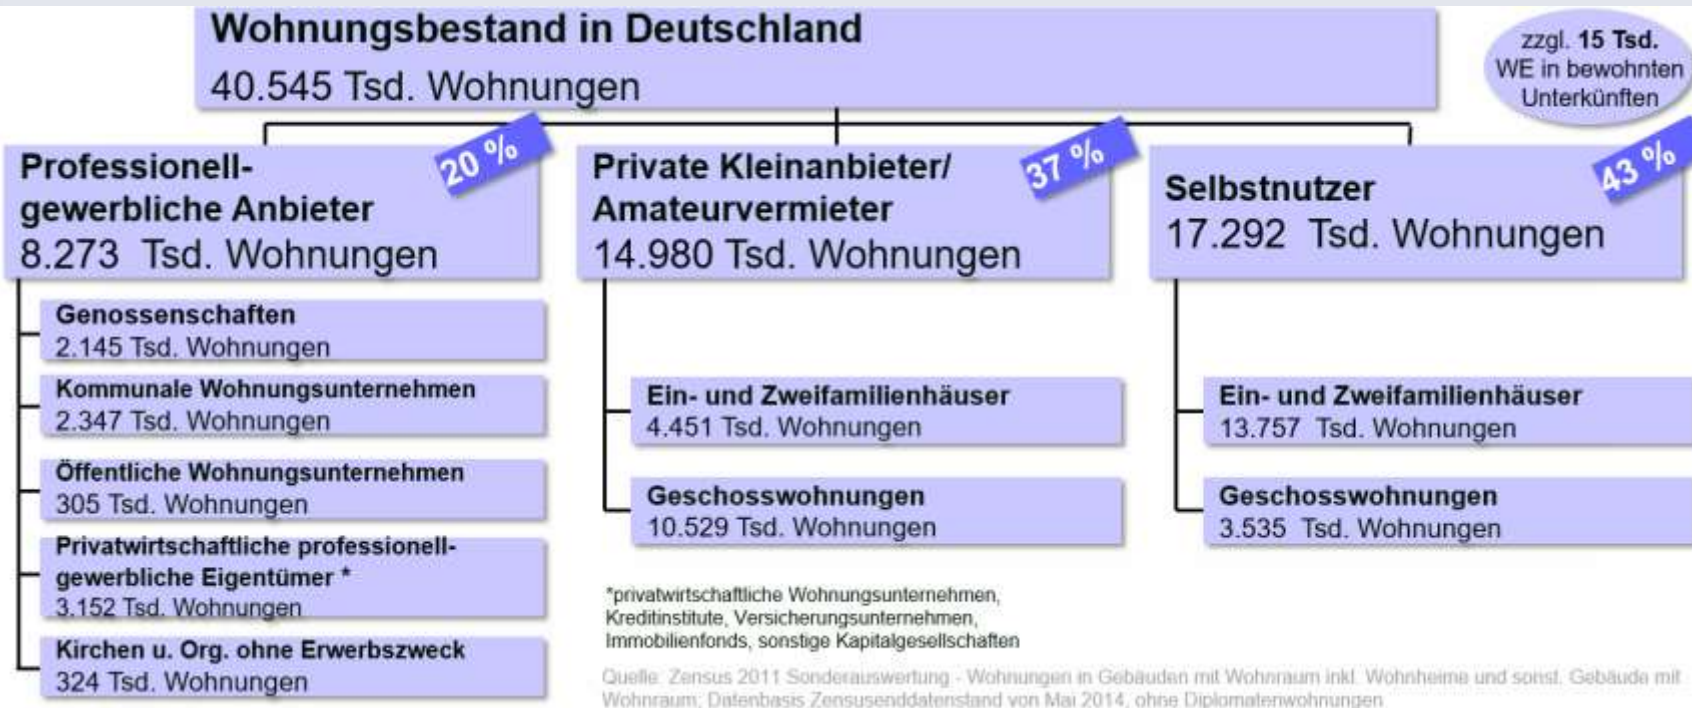 Wohnungsbestand in Deutschland
40.545 Tsd. Wohnungen
zzgl. 15 Tsd.
WE in bewohnten
Unterkünften
Professionell-
gewerbliche Anbieter
8.273 Tsd. Wohnungen
20 %
Genossenschaften
2.145 Tsd. Wohnungen
Kommunale Wohnungsunternehmen
2.347 Tsd. Wohnungen
Öffentliche Wohnungsunternehmen
305 Tsd. Wohnungen
Privatwirtschaftliche professionell-
gewerbliche Eigentümer *
3.152 Tsd. Wohnungen
Kirchen u. Org. ohne Erwerbszweck
324 Tsd. Wohnungen
Private Kleinanbieter/
Amateurvermieter
14.980 Tsd. Wohnungen
37 %
Ein- und Zweifamilienhäuser
4.451 Tsd. Wohnungen
Geschosswohnungen
10.529 Tsd. Wohnungen
Selbstnutzer
17.292 Tsd. Wohnungen
43 %
Ein- und Zweifamilienhäuser
13.757 Tsd. Wohnungen
Geschosswohnungen
3.535 Tsd. Wohnungen
*privatwirtschaftliche Wohnungsunternehmen,
Kreditinstitute, Versicherungsunternehmen,
Immobilienfonds, sonstige Kapitalgesellschaften
Quelle: Zensus 2011 Sonderauswertung - Wohnungen in Gebäuden mit Wohnraum inkl. Wohnheime und sonst. Gebäude mit
Wohnraum; Datenbasis Zensusenddatenstand von Mai 2014, ohne Diplomatenwohnungen